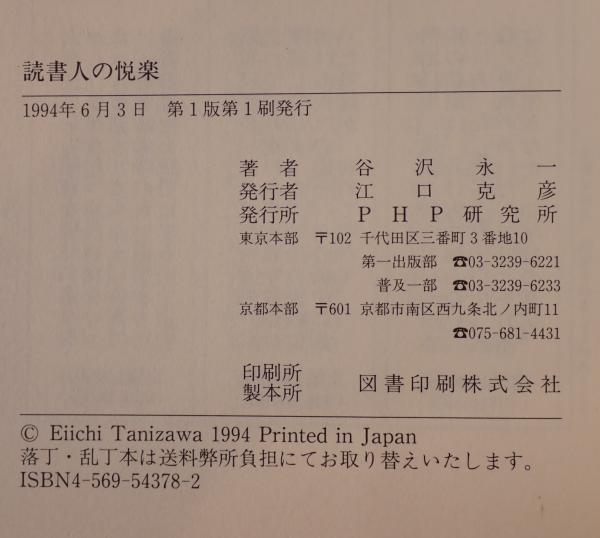 読書人の悦楽
1994年6月3日　第1版第1刷発行
著者　谷沢永一
発行者　江口克彦
発行所　PHP研究所
東京本部　〒102　千代田区三番町3番地10
第一出版部　☎03-3239-6221
普及一部　☎03-3239-6233
京都本部　〒601　京都市南区西九条北ノ内町11
☎075-681-4431
印刷所
製本所　図書印刷株式会社
© Eiichi Tanizawa 1994 Printed in Japan
落丁・乱丁本は送料弊所負担にてお取り替えいたします。
ISBN4-569-54378-2